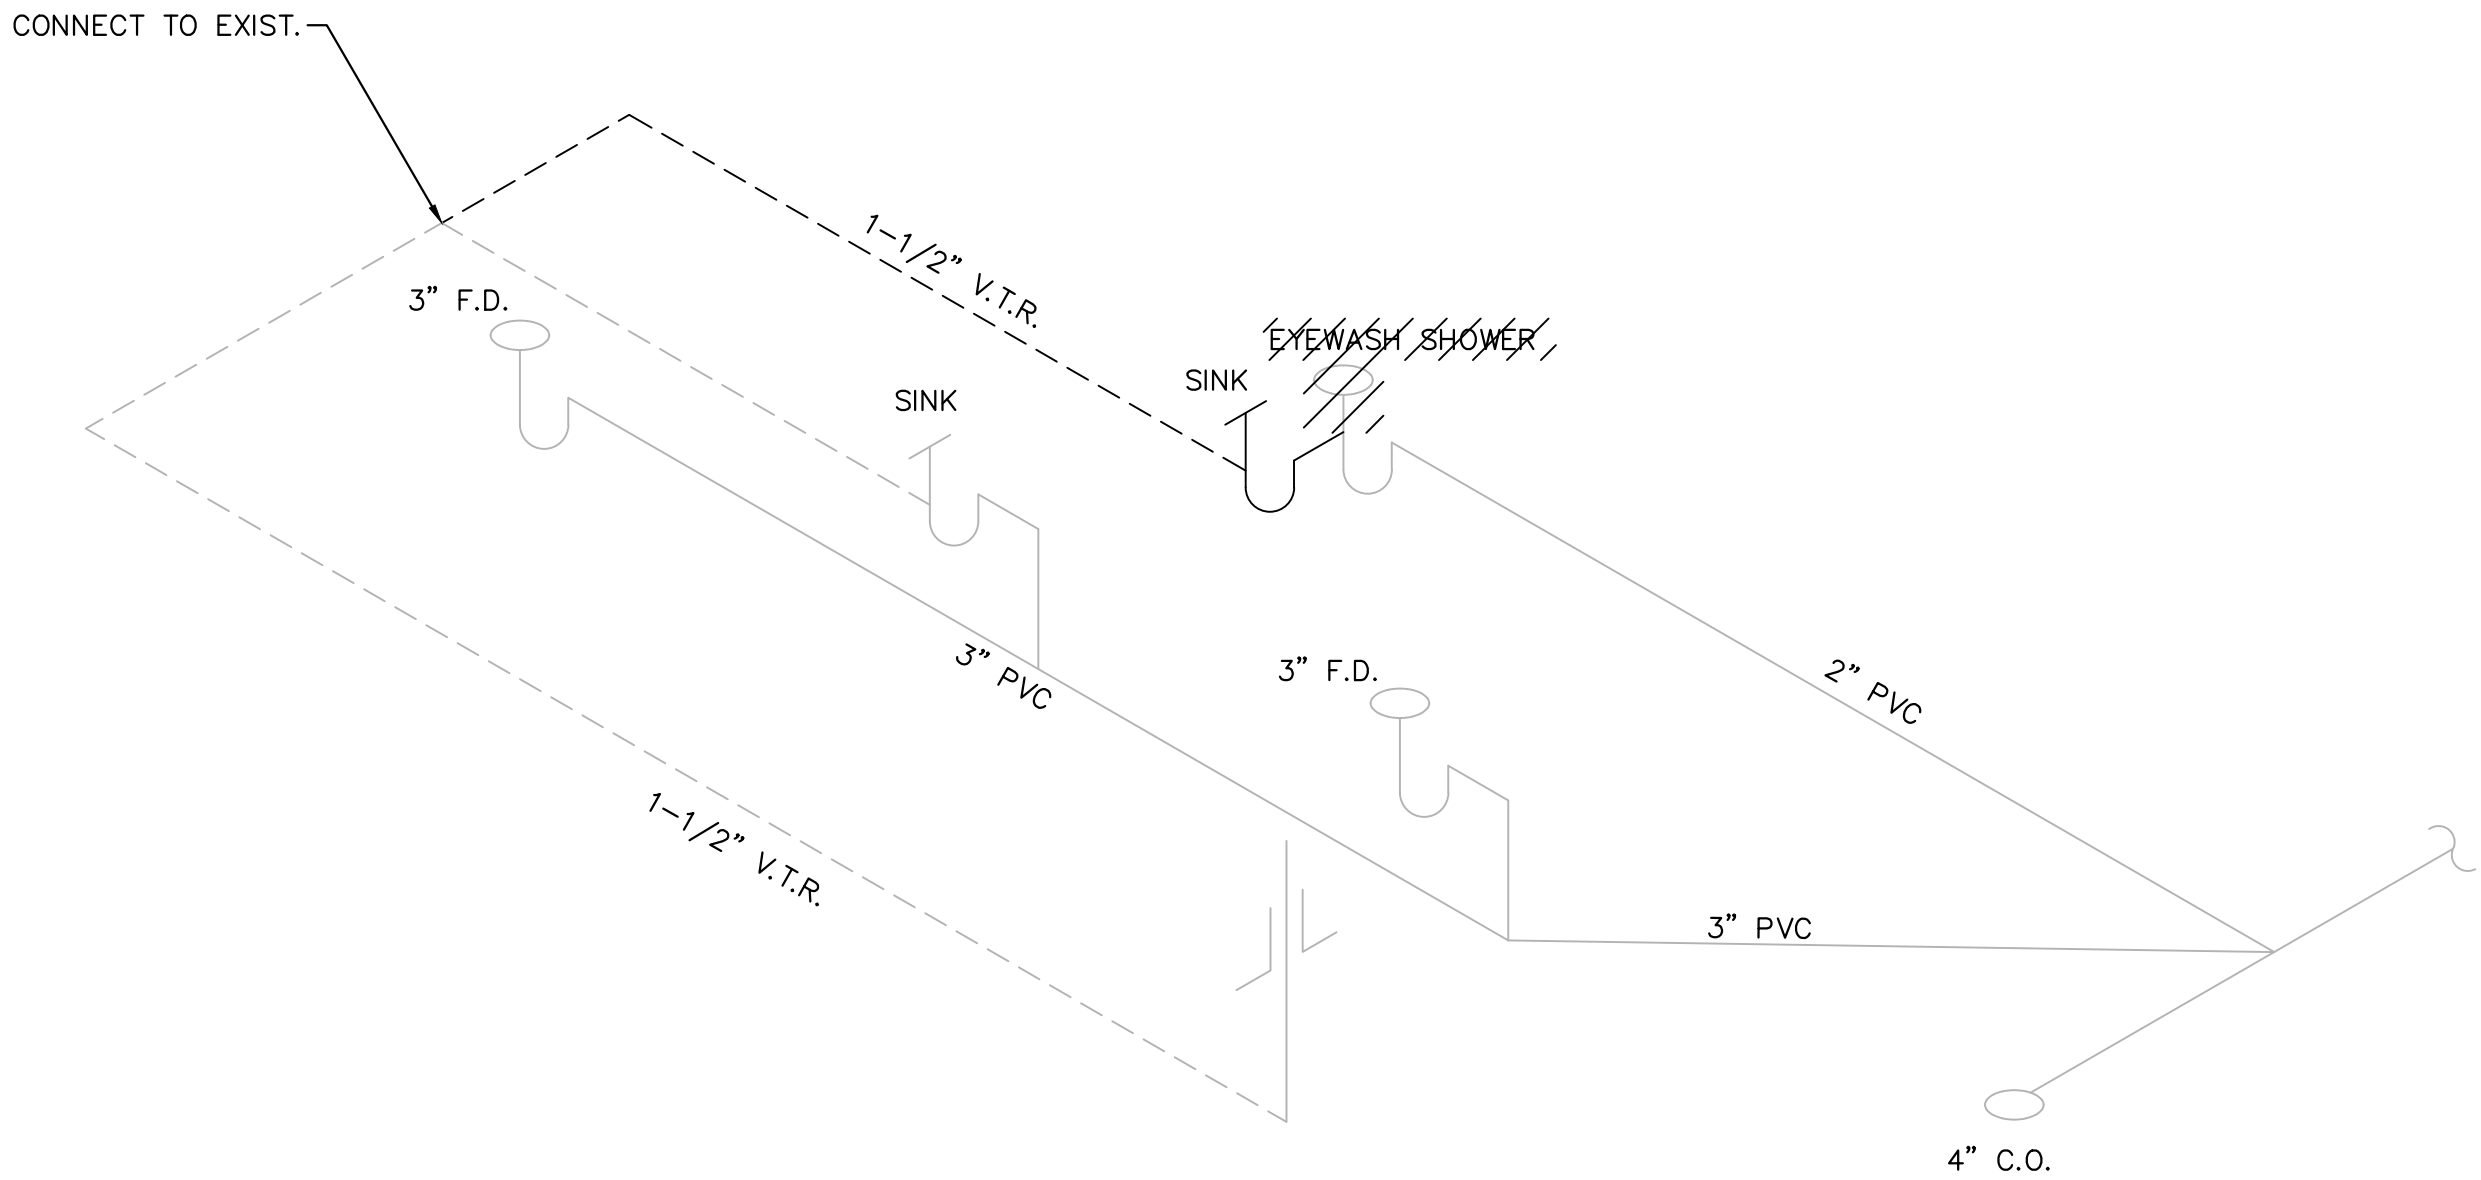 CONNECT TO EXIST.
1-1/2" V.T.R.
3" F.D.
EYEWASH SHOWER
SINK
SINK
3" PVC
3" F.D.
2" PVC
1-1/2" V.T.R.
3" PVC
4" C.O.